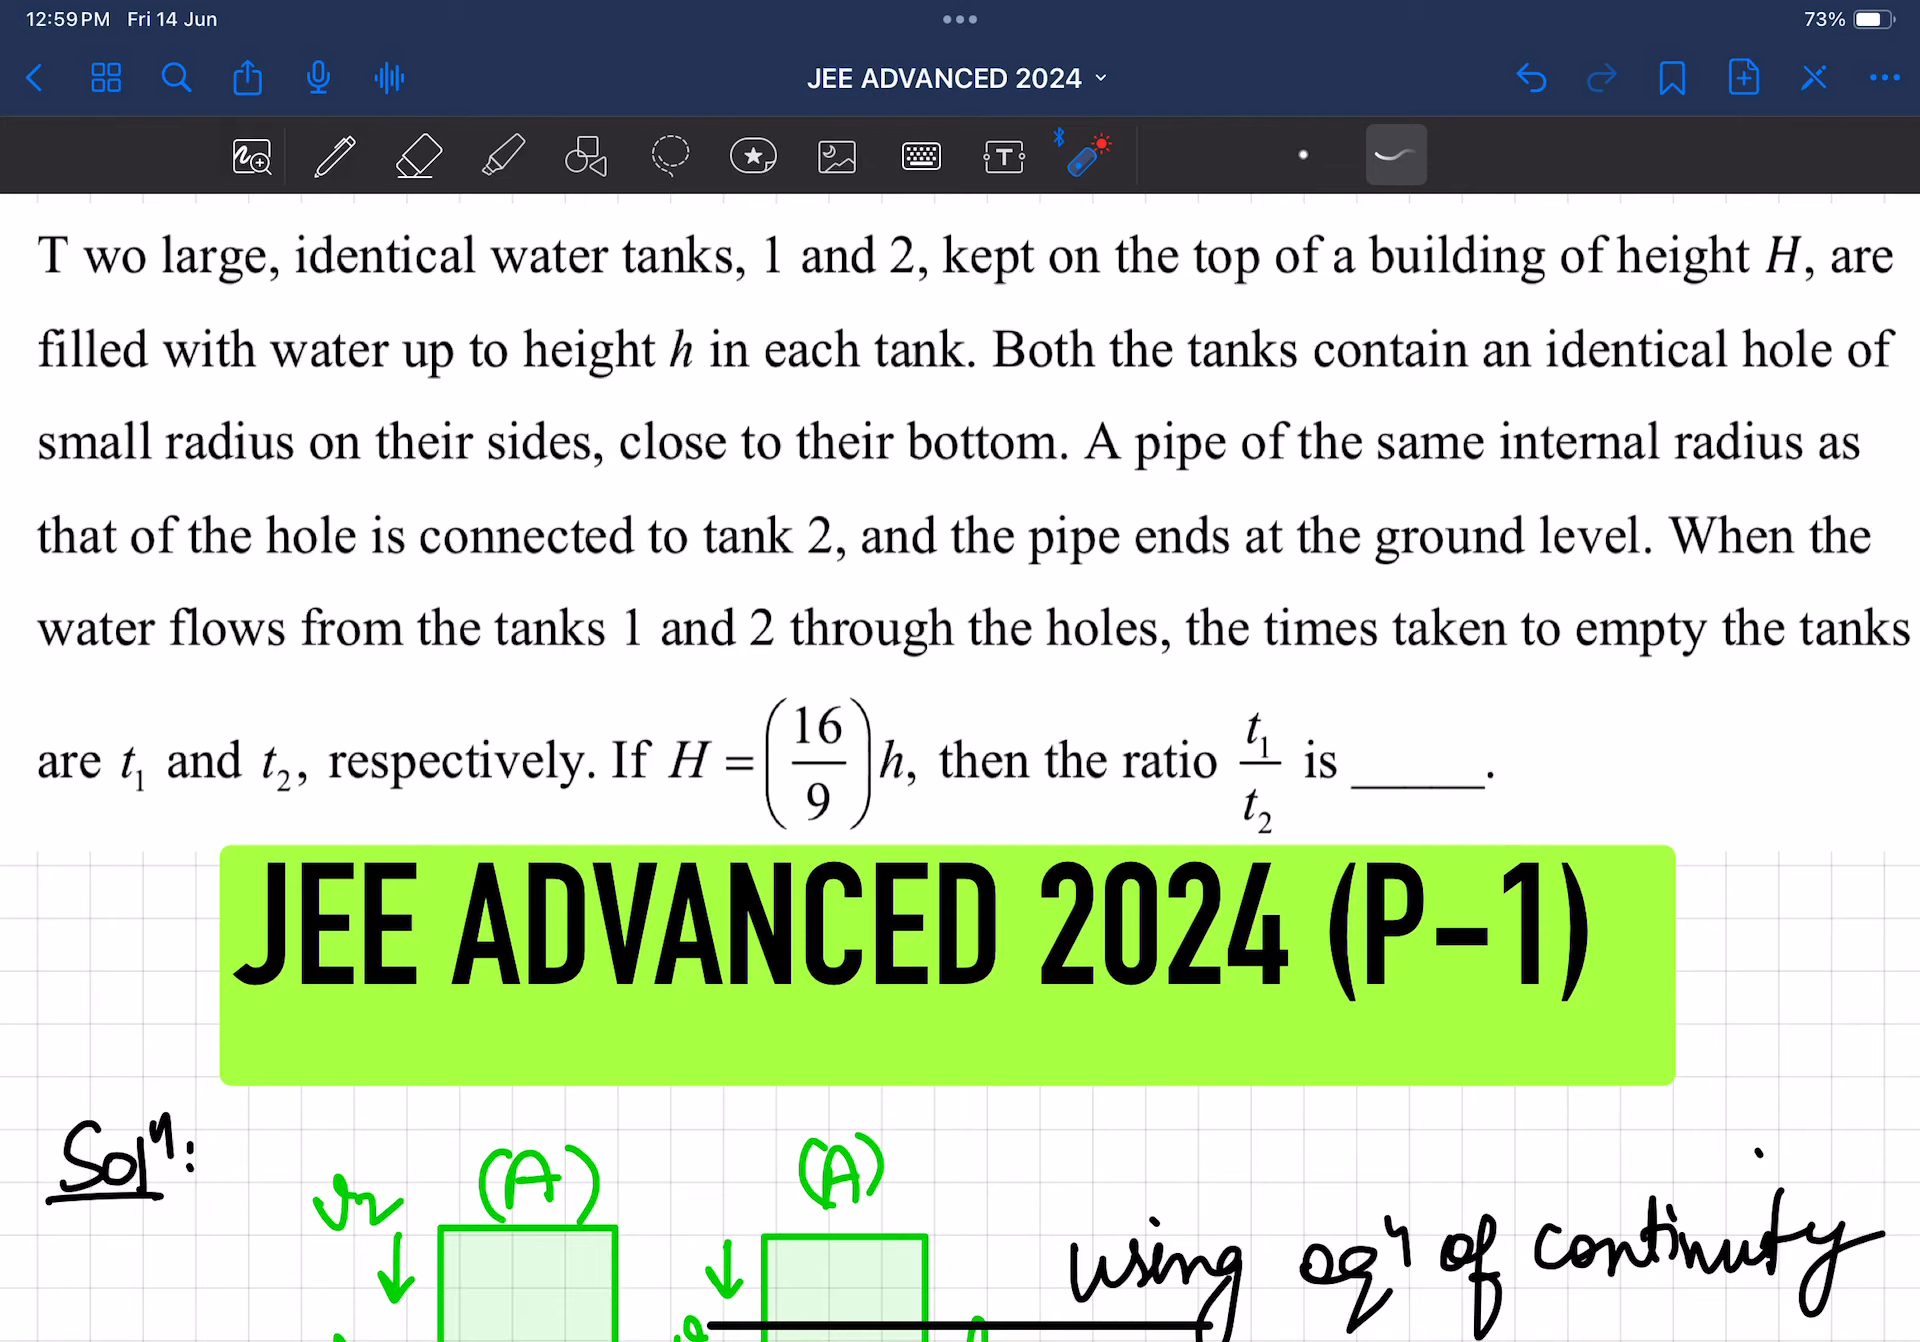 12:59 PM Fri 14 Jun
73%
JEE ADVANCED 2024
T wo large, identical water tanks, 1 and 2, kept on the top of a building of height H, are
filled with water up to height h in each tank. Both the tanks contain an identical hole of
small radius on their sides, close to their bottom. A pipe of the same internal radius as
that of the hole is connected to tank 2, and the pipe ends at the ground level. When the
water flows from the tanks 1 and 2 through the holes, the times taken to empty the tanks
are t₁ and t₂, respectively. If H = (16/9) h, then the ratio t₁/t₂ is _____.
JEE ADVANCED 2024 (P-1)
Solⁿ:
(A)
(A)
using eqⁿ of continuity